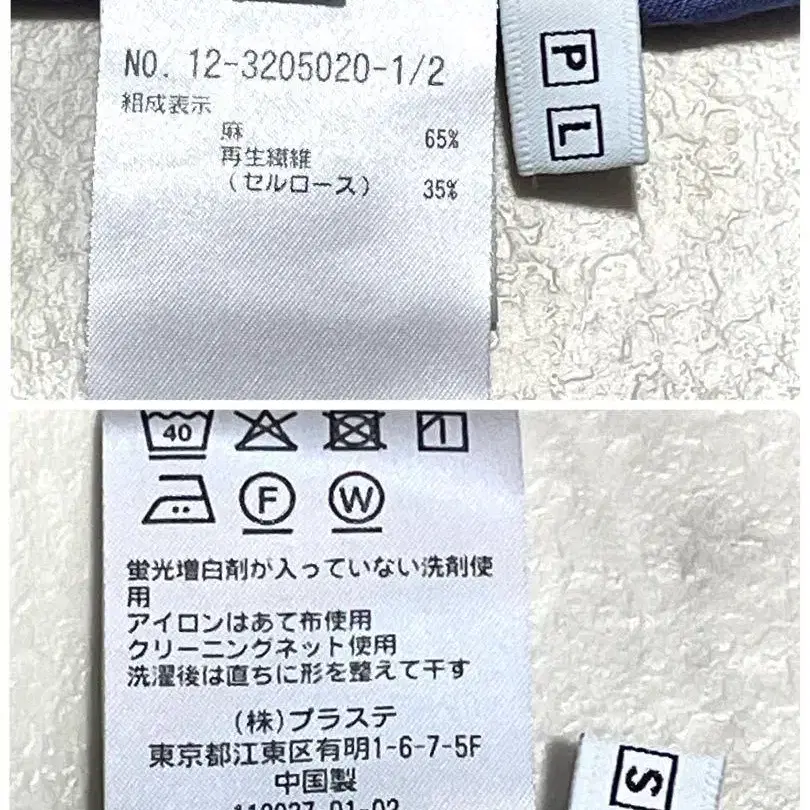 NO. 12-3205020-1/2
組成表示
麻 65%
再生繊維
(セルロース) 35%
P
L
40
F
W
蛍光増白剤が入っていない洗剤使
用
アイロンはあて布使用
クリーニングネット使用
洗濯後は直ちに形を整えて干す
(株)プラステ
東京都江東区有明1-6-7-5F
中国製
S